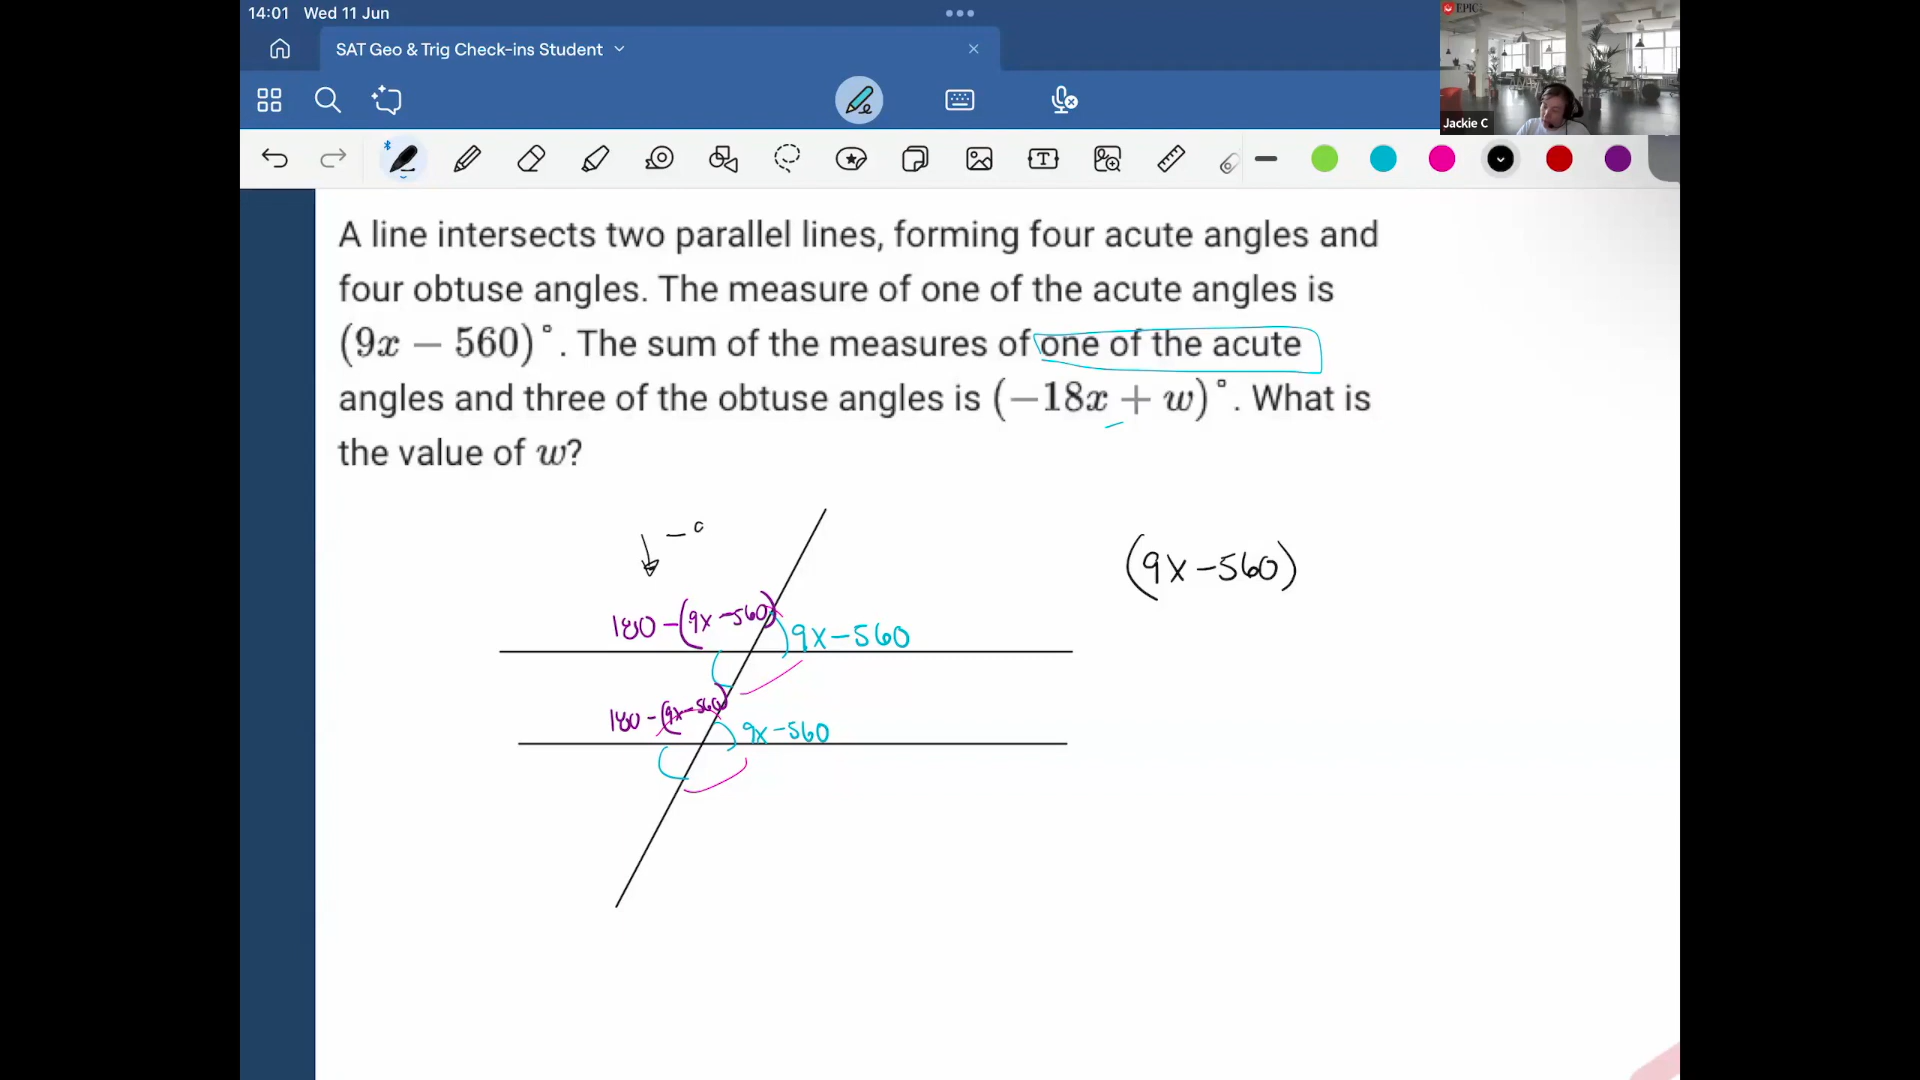 14:01 Wed 11 Jun
EPIC
SAT Geo & Trig Check-ins Student
Jackie C
A line intersects two parallel lines, forming four acute angles and
four obtuse angles. The measure of one of the acute angles is
(9x − 560)°. The sum of the measures of one of the acute
angles and three of the obtuse angles is (−18x + w)°. What is
the value of w?
(9x −560)
180 −(9x −560) 9x −560
180 −(9x −560) 9x −560